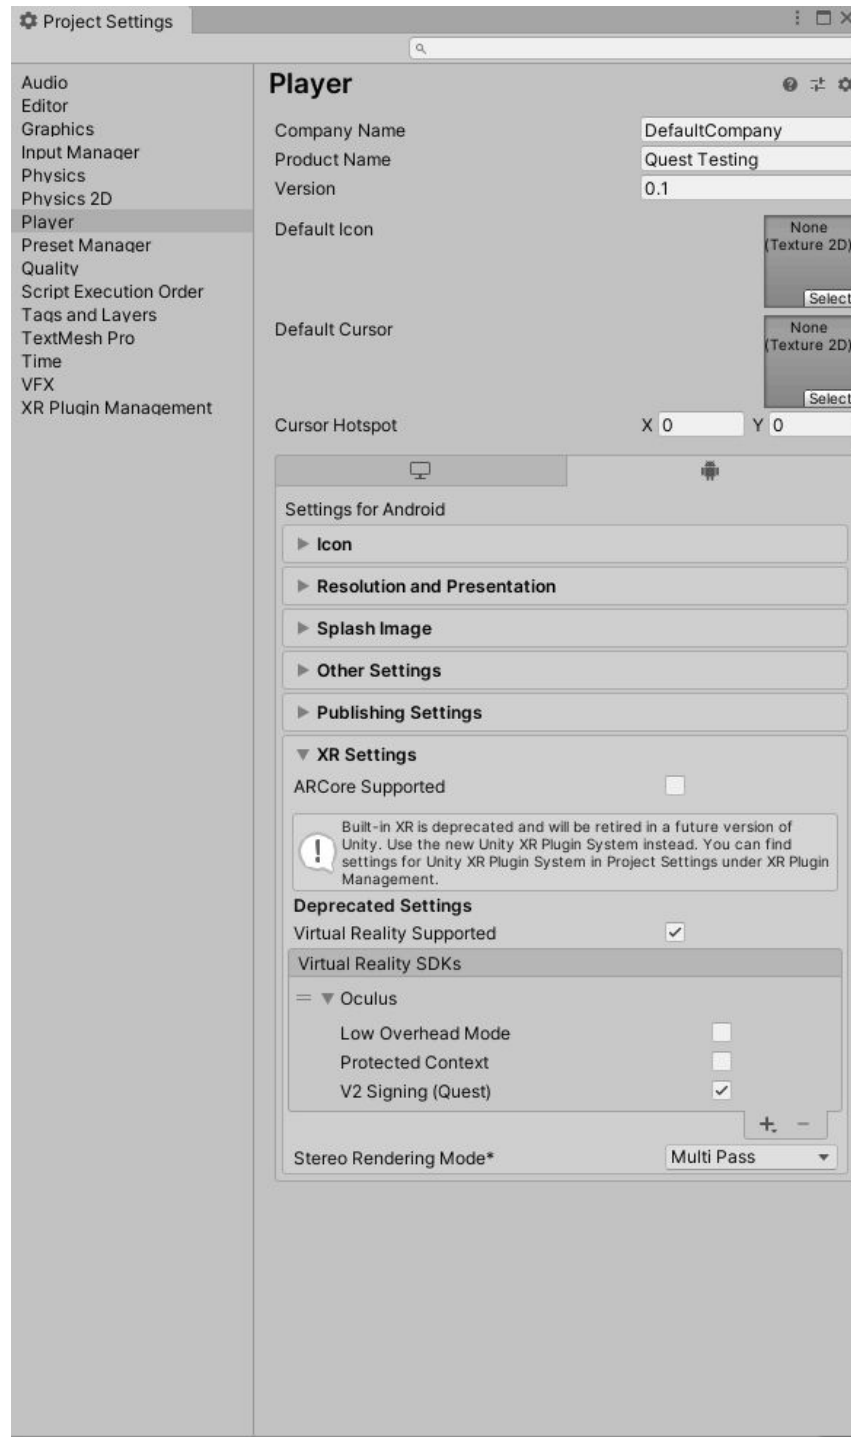 Project Settings
Audio
Editor
Graphics
Input Manager
Physics
Physics 2D
Player
Preset Manager
Quality
Script Execution Order
Tags and Layers
TextMesh Pro
Time
VFX
XR Plugin Management
Player
Company Name DefaultCompany
Product Name Quest Testing
Version 0.1
Default Icon
None
(Texture 2D)
Select
Default Cursor
None
(Texture 2D)
Select
Cursor Hotspot X 0 Y 0
Settings for Android
Icon
Resolution and Presentation
Splash Image
Other Settings
Publishing Settings
XR Settings
ARCore Supported
Built-in XR is deprecated and will be retired in a future version of
Unity. Use the new Unity XR Plugin System instead. You can find
settings for Unity XR Plugin System in Project Settings under XR Plugin
Management.
Deprecated Settings
Virtual Reality Supported
Virtual Reality SDKs
Oculus
Low Overhead Mode
Protected Context
V2 Signing (Quest)
Stereo Rendering Mode* Multi Pass